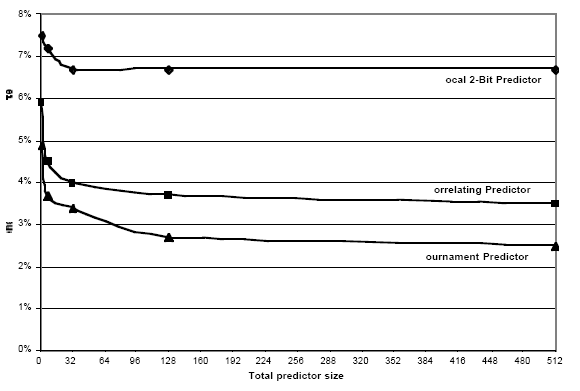 8%
7%
ocal 2-Bit Predictor
6%
5%
4%
orrelating Predictor
3%
ournament Predictor
2%
1%
0%
0 32 64 96 128 160 192 224 256 288 320 352 384 416 448 480 512
Total predictor size